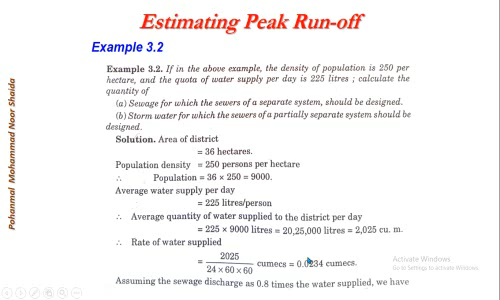 Estimating Peak Run-off
Example 3.2
Example 3.2. If in the above example, the density of population is 250 per
hectare, and the quota of water supply per day is 225 litres ; calculate the
quantity of
(a) Sewage for which the sewers of a separate system, should be designed.
(b) Storm water for which the sewers of a partially separate system should be
designed.
Solution. Area of district
= 36 hectares.
Population density = 250 persons per hectare
∴ Population = 36 × 250 = 9000.
Average water supply per day
= 225 litres/person
∴ Average quantity of water supplied to the district per day
= 225 × 9000 litres = 20,25,000 litres = 2,025 cu. m.
∴ Rate of water supplied
= 2025 / 24 × 60 × 60 cumecs = 0.0234 cumecs.
Assuming the sewage discharge as 0.8 times the water supplied, we have
Pohanmal Mohammad Noor Shaida
Activate Windows
Go to Settings to activate Windows.